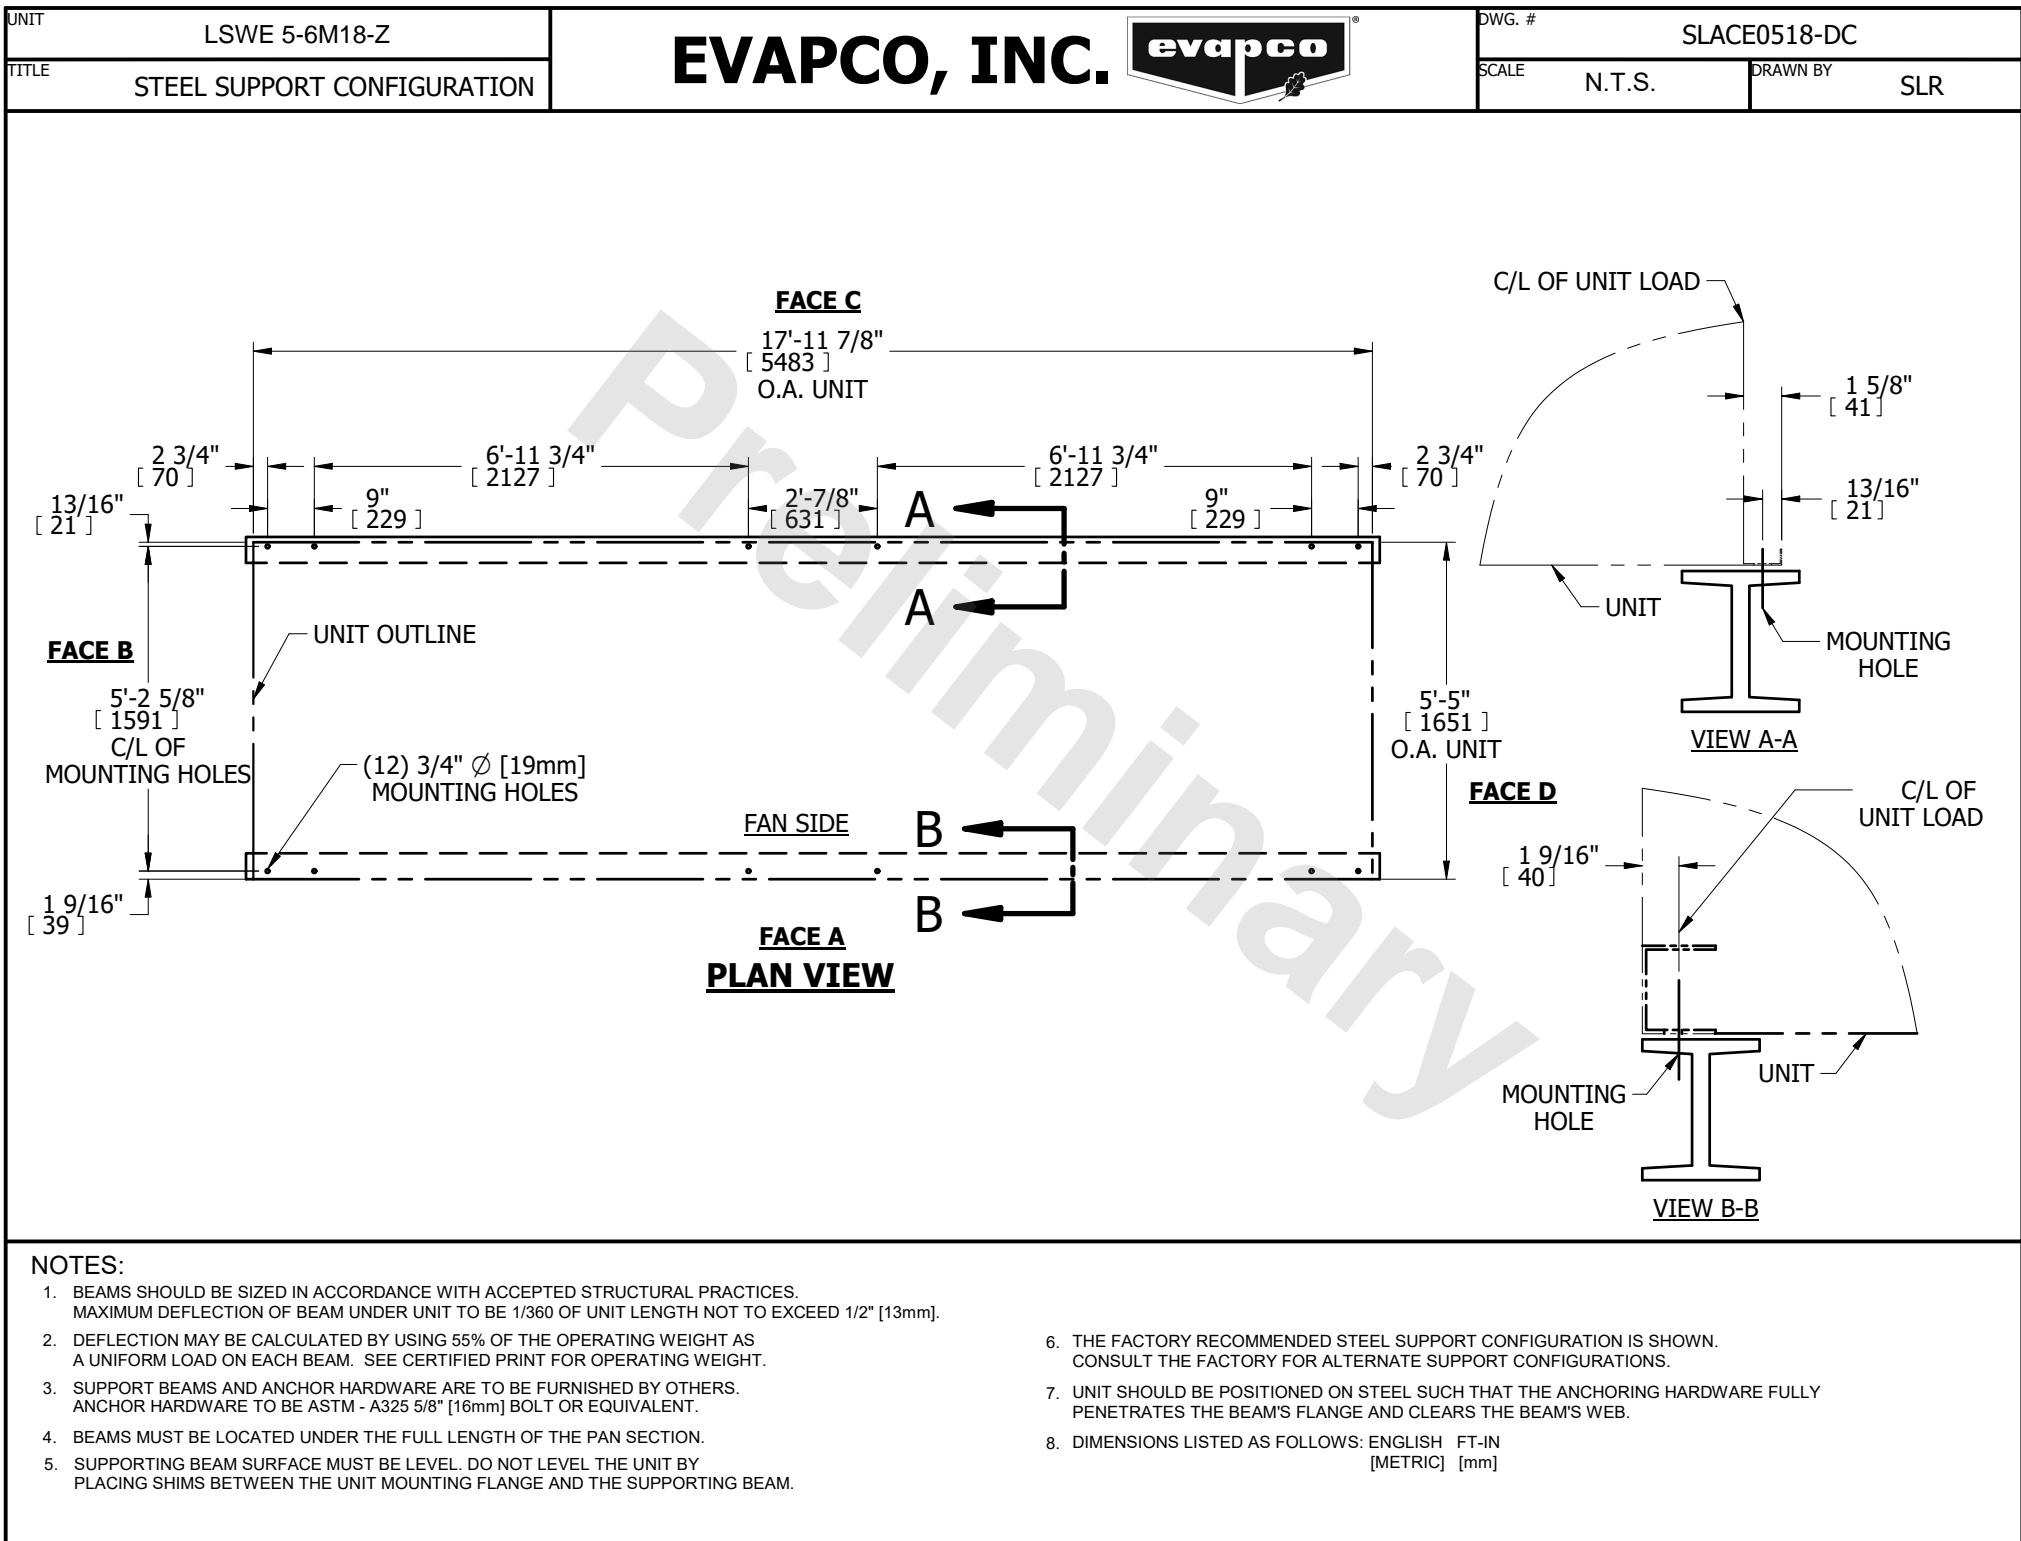 UNIT
LSWE 5-6M18-Z
TITLE
STEEL SUPPORT CONFIGURATION
EVAPCO, INC.
evapco
®
DWG. #
SLACE0518-DC
SCALE
N.T.S.
DRAWN BY
SLR
FACE C
17'-11 7/8"
[ 5483 ]
O.A. UNIT
2 3/4"
[ 70 ]
6'-11 3/4"
[ 2127 ]
6'-11 3/4"
[ 2127 ]
2 3/4"
[ 70 ]
13/16"
[ 21 ]
9"
[ 229 ]
2'-7/8"
[ 631 ]
9"
[ 229 ]
A
A
FACE B
UNIT OUTLINE
5'-2 5/8"
[ 1591 ]
C/L OF
MOUNTING HOLES
(12) 3/4" ∅ [19mm]
MOUNTING HOLES
5'-5"
[ 1651 ]
O.A. UNIT
FACE D
FAN SIDE
B
B
1 9/16"
[ 39 ]
FACE A
PLAN VIEW
C/L OF UNIT LOAD
1 5/8"
[ 41 ]
13/16"
[ 21 ]
UNIT
MOUNTING
HOLE
VIEW A-A
C/L OF
UNIT LOAD
1 9/16"
[ 40 ]
UNIT
MOUNTING
HOLE
VIEW B-B
Preliminary
NOTES:
1. BEAMS SHOULD BE SIZED IN ACCORDANCE WITH ACCEPTED STRUCTURAL PRACTICES.
MAXIMUM DEFLECTION OF BEAM UNDER UNIT TO BE 1/360 OF UNIT LENGTH NOT TO EXCEED 1/2" [13mm].
2. DEFLECTION MAY BE CALCULATED BY USING 55% OF THE OPERATING WEIGHT AS
A UNIFORM LOAD ON EACH BEAM. SEE CERTIFIED PRINT FOR OPERATING WEIGHT.
3. SUPPORT BEAMS AND ANCHOR HARDWARE ARE TO BE FURNISHED BY OTHERS.
ANCHOR HARDWARE TO BE ASTM - A325 5/8" [16mm] BOLT OR EQUIVALENT.
4. BEAMS MUST BE LOCATED UNDER THE FULL LENGTH OF THE PAN SECTION.
5. SUPPORTING BEAM SURFACE MUST BE LEVEL. DO NOT LEVEL THE UNIT BY
PLACING SHIMS BETWEEN THE UNIT MOUNTING FLANGE AND THE SUPPORTING BEAM.
6. THE FACTORY RECOMMENDED STEEL SUPPORT CONFIGURATION IS SHOWN.
CONSULT THE FACTORY FOR ALTERNATE SUPPORT CONFIGURATIONS.
7. UNIT SHOULD BE POSITIONED ON STEEL SUCH THAT THE ANCHORING HARDWARE FULLY
PENETRATES THE BEAM'S FLANGE AND CLEARS THE BEAM'S WEB.
8. DIMENSIONS LISTED AS FOLLOWS: ENGLISH FT-IN
[METRIC] [mm]